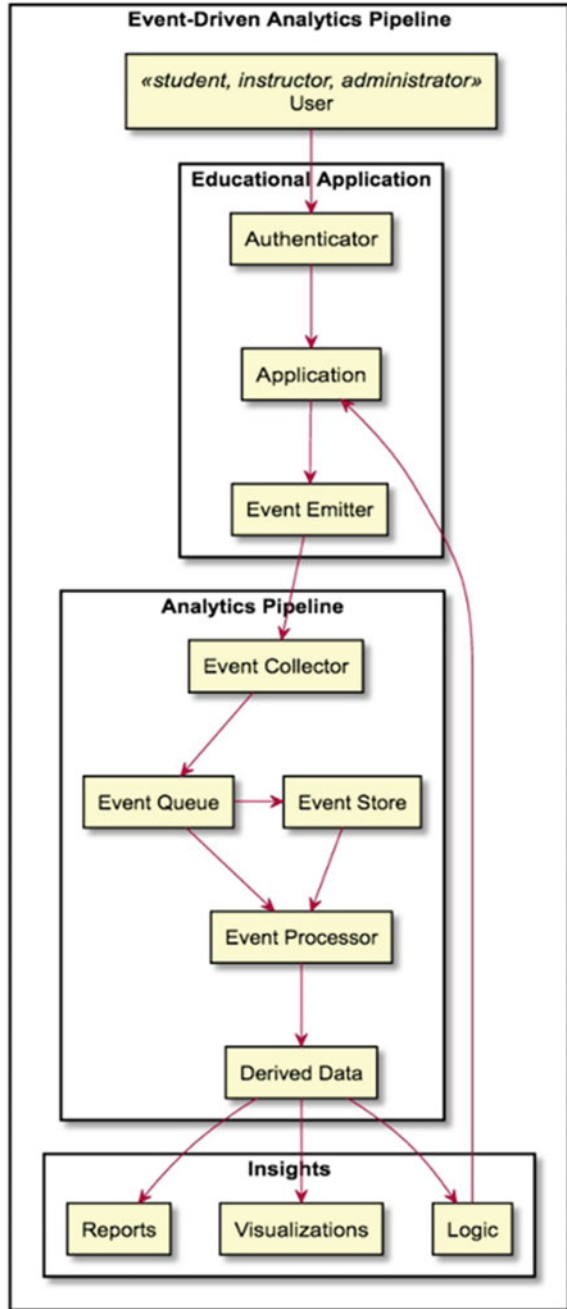 Event-Driven Analytics Pipeline
«student, instructor, administrator»
User
Educational Application
Authenticator
Application
Event Emitter
Analytics Pipeline
Event Collector
Event Queue
Event Store
Event Processor
Derived Data
Insights
Reports
Visualizations
Logic